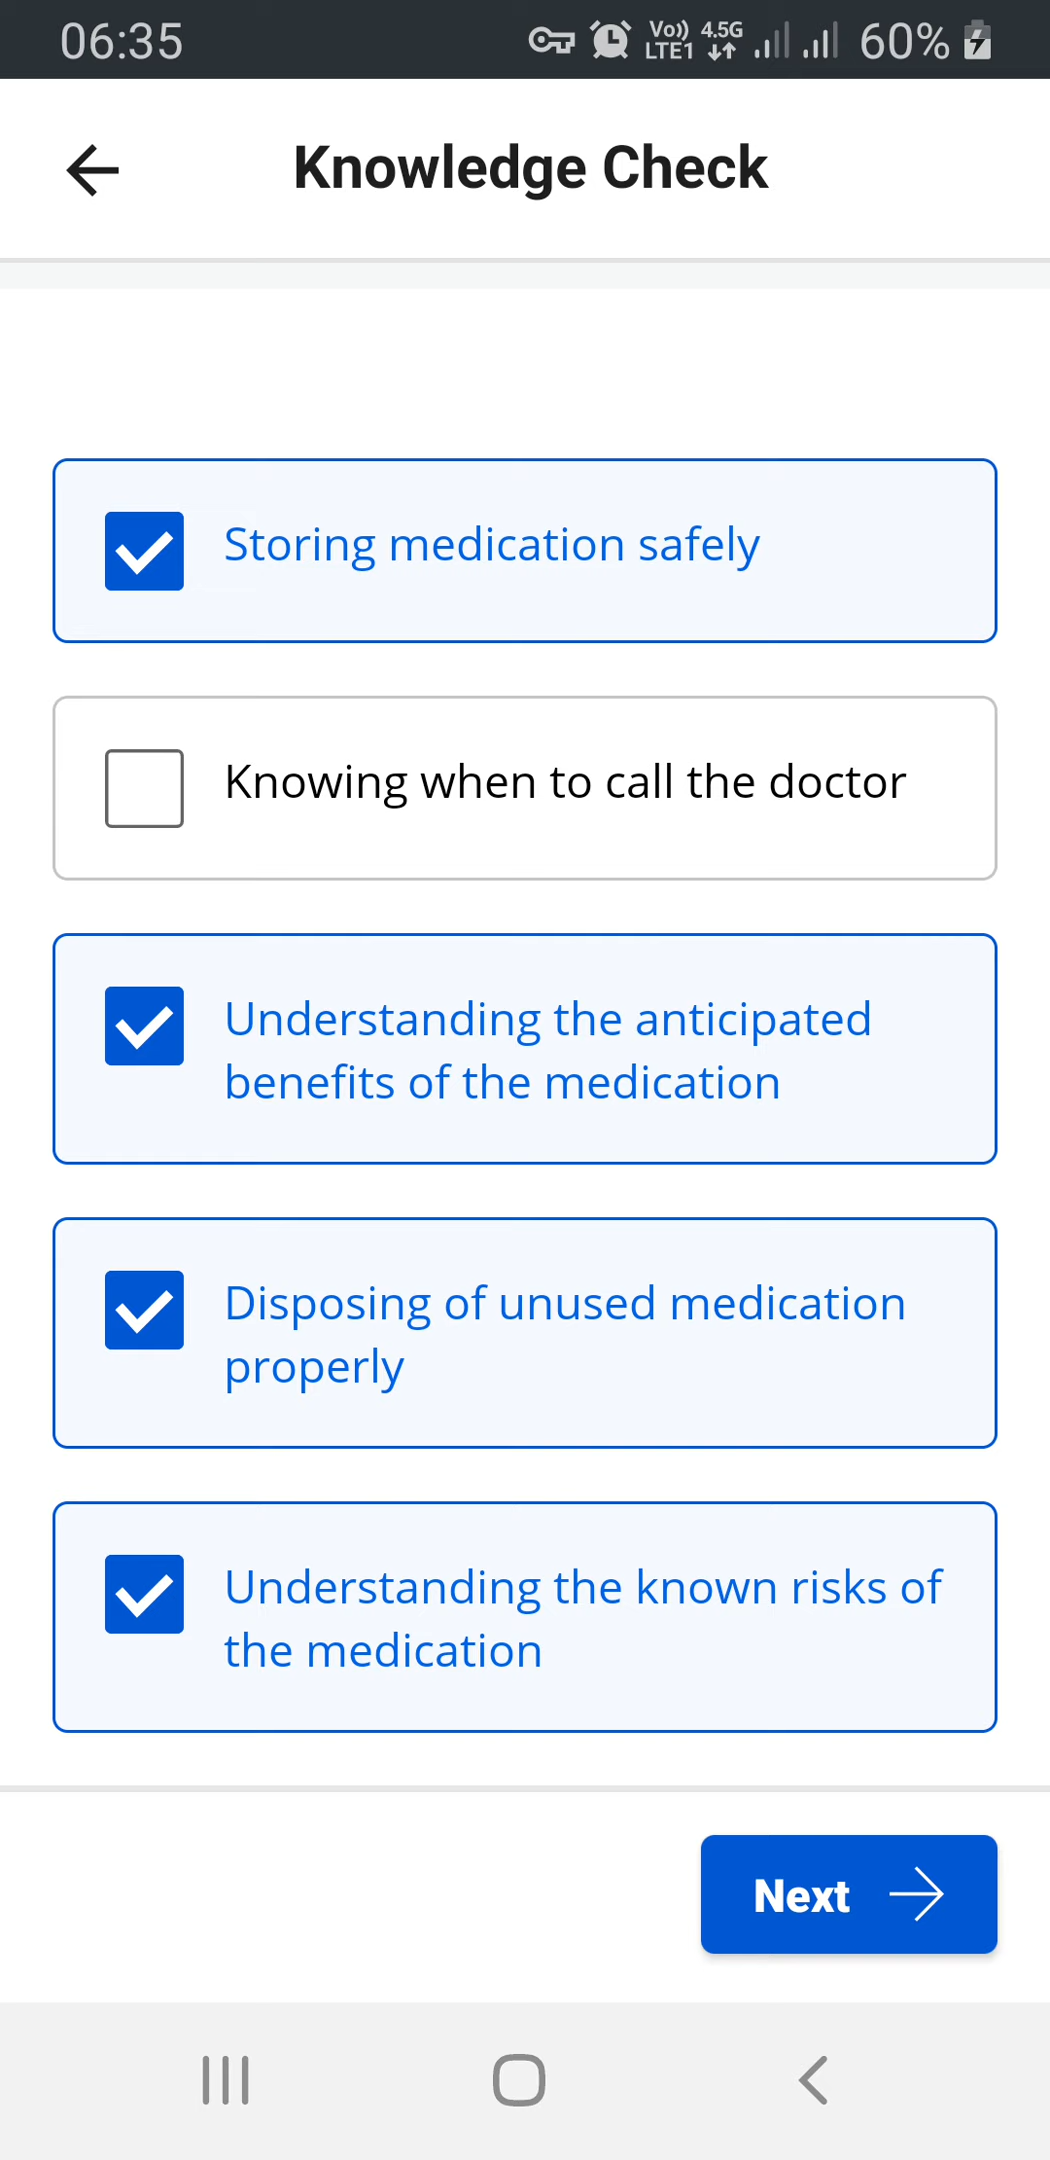 06:35 Vo)) LTE1 4.5G 60%
Knowledge Check
Storing medication safely
Knowing when to call the doctor
Understanding the anticipated
benefits of the medication
Disposing of unused medication
properly
Understanding the known risks of
the medication
Next